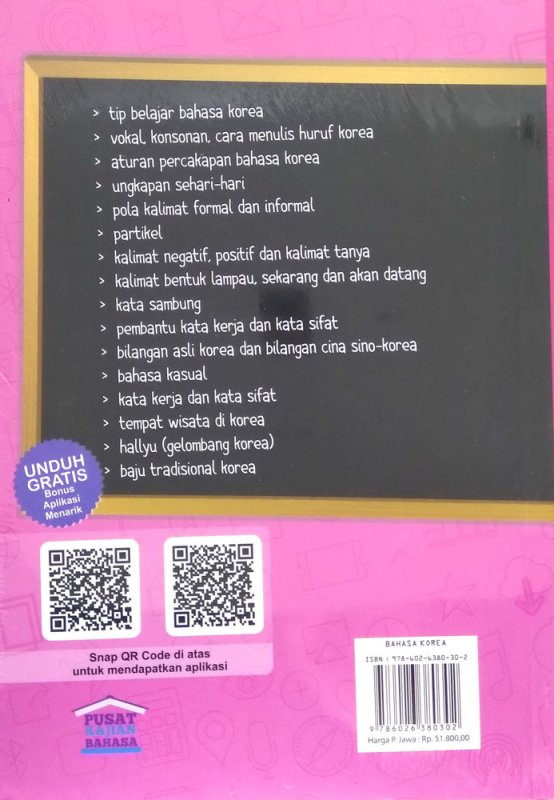 > tip belajar bahasa korea
> vokal, konsonan, cara menulis huruf korea
> aturan percakapan bahasa korea
> ungkapan sehari-hari
> pola kalimat formal dan informal
> partikel
> kalimat negatif, positif dan kalimat tanya
> kalimat bentuk lampau, sekarang dan akan datang
> kata sambung
> pembantu kata kerja dan kata sifat
> bilangan asli korea dan bilangan cina sino-korea
> bahasa kasual
> kata kerja dan kata sifat
> tempat wisata di korea
> hallyu (gelombang korea)
> baju tradisional korea
UNDUH
GRATIS
Bonus
Aplikasi
Menarik
Snap QR Code di atas
untuk mendapatkan aplikasi
PUSAT
KAJIAN
BAHASA
BAHASA KOREA
ISBN : 978-602-6380-30-2
9 786026 380302
Harga P. Jawa : Rp. 51.800,00